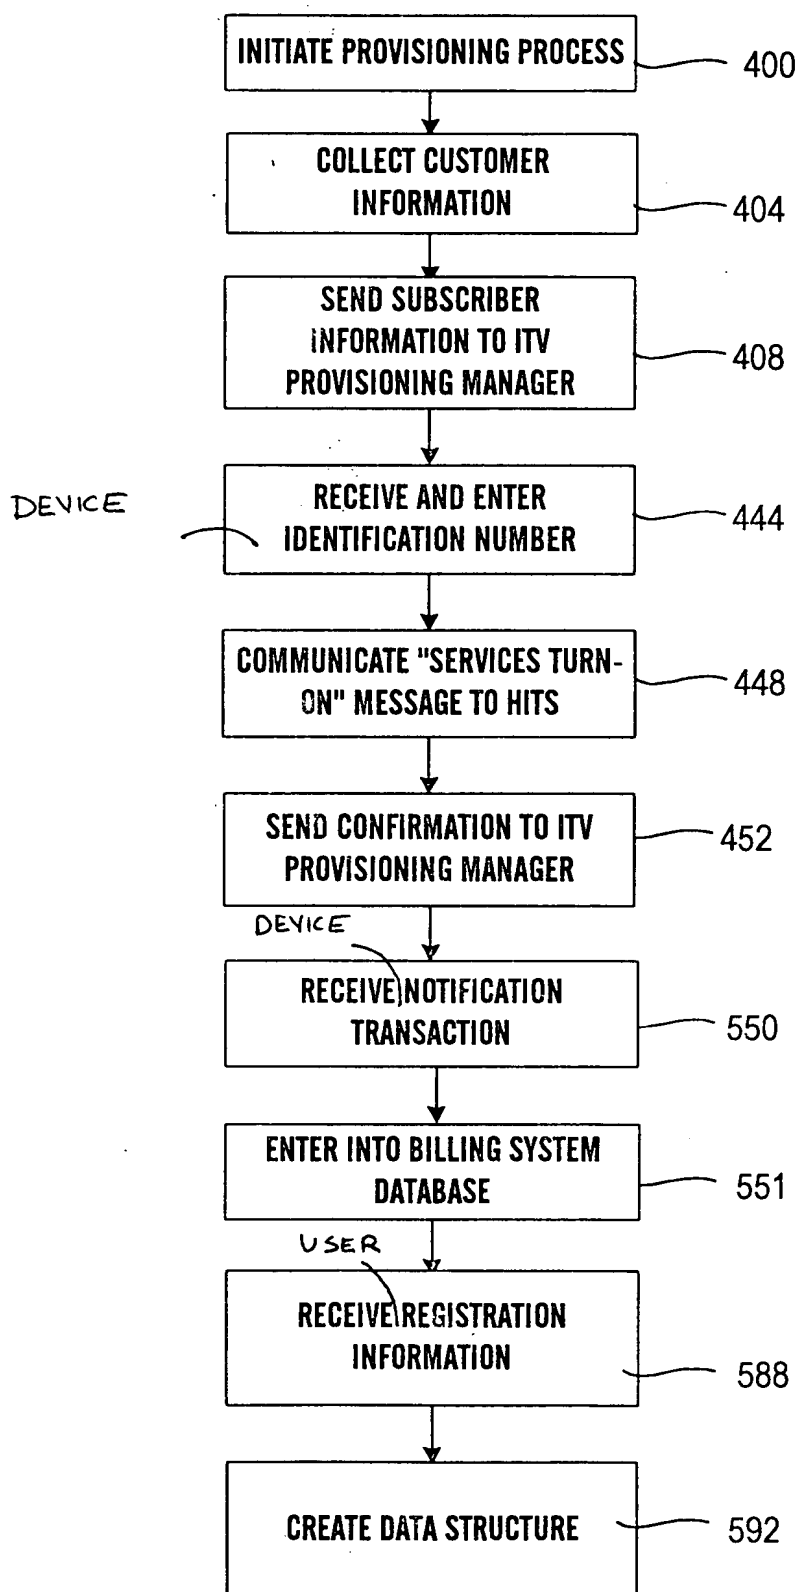 INITIATE PROVISIONING PROCESS
400
COLLECT CUSTOMER
INFORMATION
404
SEND SUBSCRIBER
INFORMATION TO ITV
PROVISIONING MANAGER
408
DEVICE
RECEIVE AND ENTER
IDENTIFICATION NUMBER
444
COMMUNICATE "SERVICES TURN-
ON" MESSAGE TO HITS
448
SEND CONFIRMATION TO ITV
PROVISIONING MANAGER
452
DEVICE
RECEIVE NOTIFICATION
TRANSACTION
550
ENTER INTO BILLING SYSTEM
DATABASE
551
USER
RECEIVE REGISTRATION
INFORMATION
588
CREATE DATA STRUCTURE
592